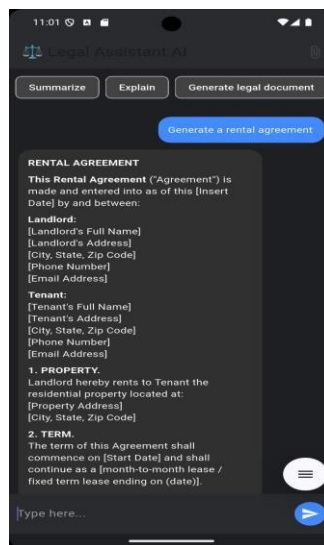 11:01
Legal Assistant AI
Summarize Explain Generate legal document
Generate a rental agreement
RENTAL AGREEMENT
This Rental Agreement ("Agreement") is
made and entered into as of this [Insert
Date] by and between:
Landlord:
[Landlord's Full Name]
[Landlord's Address]
[City, State, Zip Code]
[Phone Number]
[Email Address]
Tenant:
[Tenant's Full Name]
[Tenant's Address]
[City, State, Zip Code]
[Phone Number]
[Email Address]
1. PROPERTY.
Landlord hereby rents to Tenant the
residential property located at:
[Property Address]
[City, State, Zip Code]
2. TERM.
The term of this Agreement shall
commence on [Start Date] and shall
continue as a [month-to-month lease /
fixed term lease ending on (date)].
Type here...